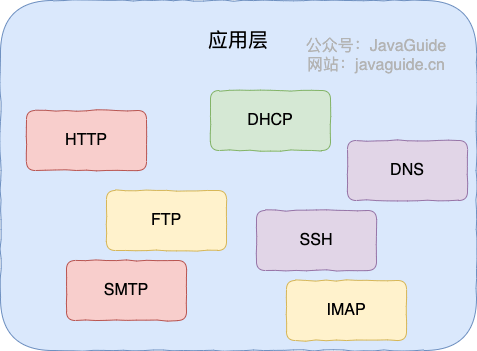 应用层
公众号：JavaGuide
网站：javaguide.cn
DHCP
HTTP
DNS
FTP
SSH
SMTP
IMAP